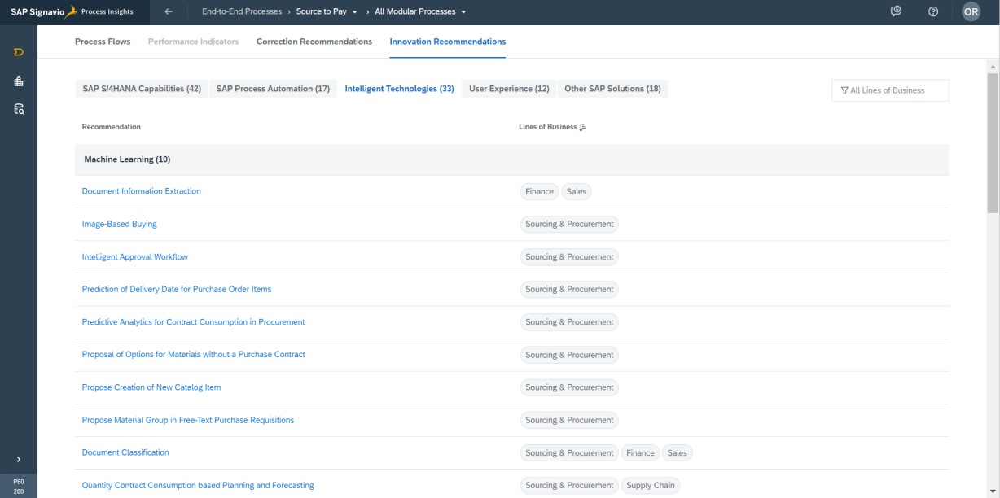 SAP Signavio Process Insights End-to-End Processes › Source to Pay › All Modular Processes OR
Process Flows Performance Indicators Correction Recommendations Innovation Recommendations
SAP S/4HANA Capabilities (42) SAP Process Automation (17) Intelligent Technologies (33) User Experience (12) Other SAP Solutions (18) All Lines of Business
Recommendation Lines of Business
Machine Learning (10)
Document Information Extraction Finance Sales
Image-Based Buying Sourcing & Procurement
Intelligent Approval Workflow Sourcing & Procurement
Prediction of Delivery Date for Purchase Order Items Sourcing & Procurement
Predictive Analytics for Contract Consumption in Procurement Sourcing & Procurement
Proposal of Options for Materials without a Purchase Contract Sourcing & Procurement
Propose Creation of New Catalog Item Sourcing & Procurement
Propose Material Group in Free-Text Purchase Requisitions Sourcing & Procurement
Document Classification Sourcing & Procurement Finance Sales
Quantity Contract Consumption based Planning and Forecasting Sourcing & Procurement Supply Chain
PE0
200